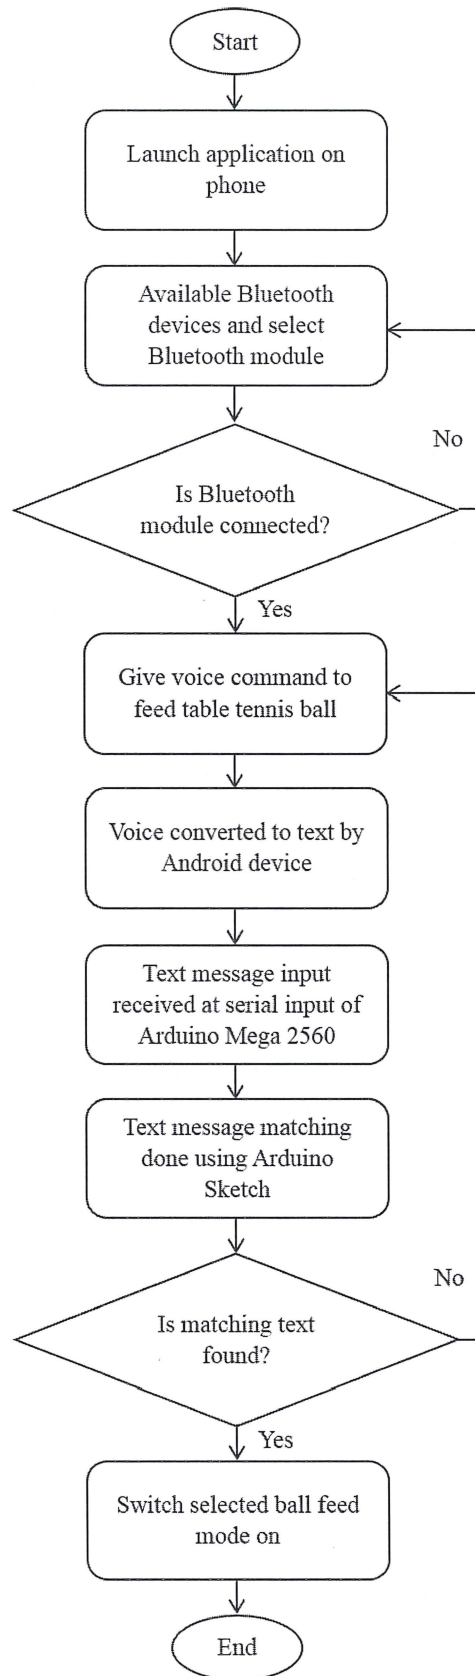 Start
Launch application on
phone
Available Bluetooth
devices and select
Bluetooth module
No
Is Bluetooth
module connected?
Yes
Give voice command to
feed table tennis ball
Voice converted to text by
Android device
Text message input
received at serial input of
Arduino Mega 2560
Text message matching
done using Arduino
Sketch
No
Is matching text
found?
Yes
Switch selected ball feed
mode on
End